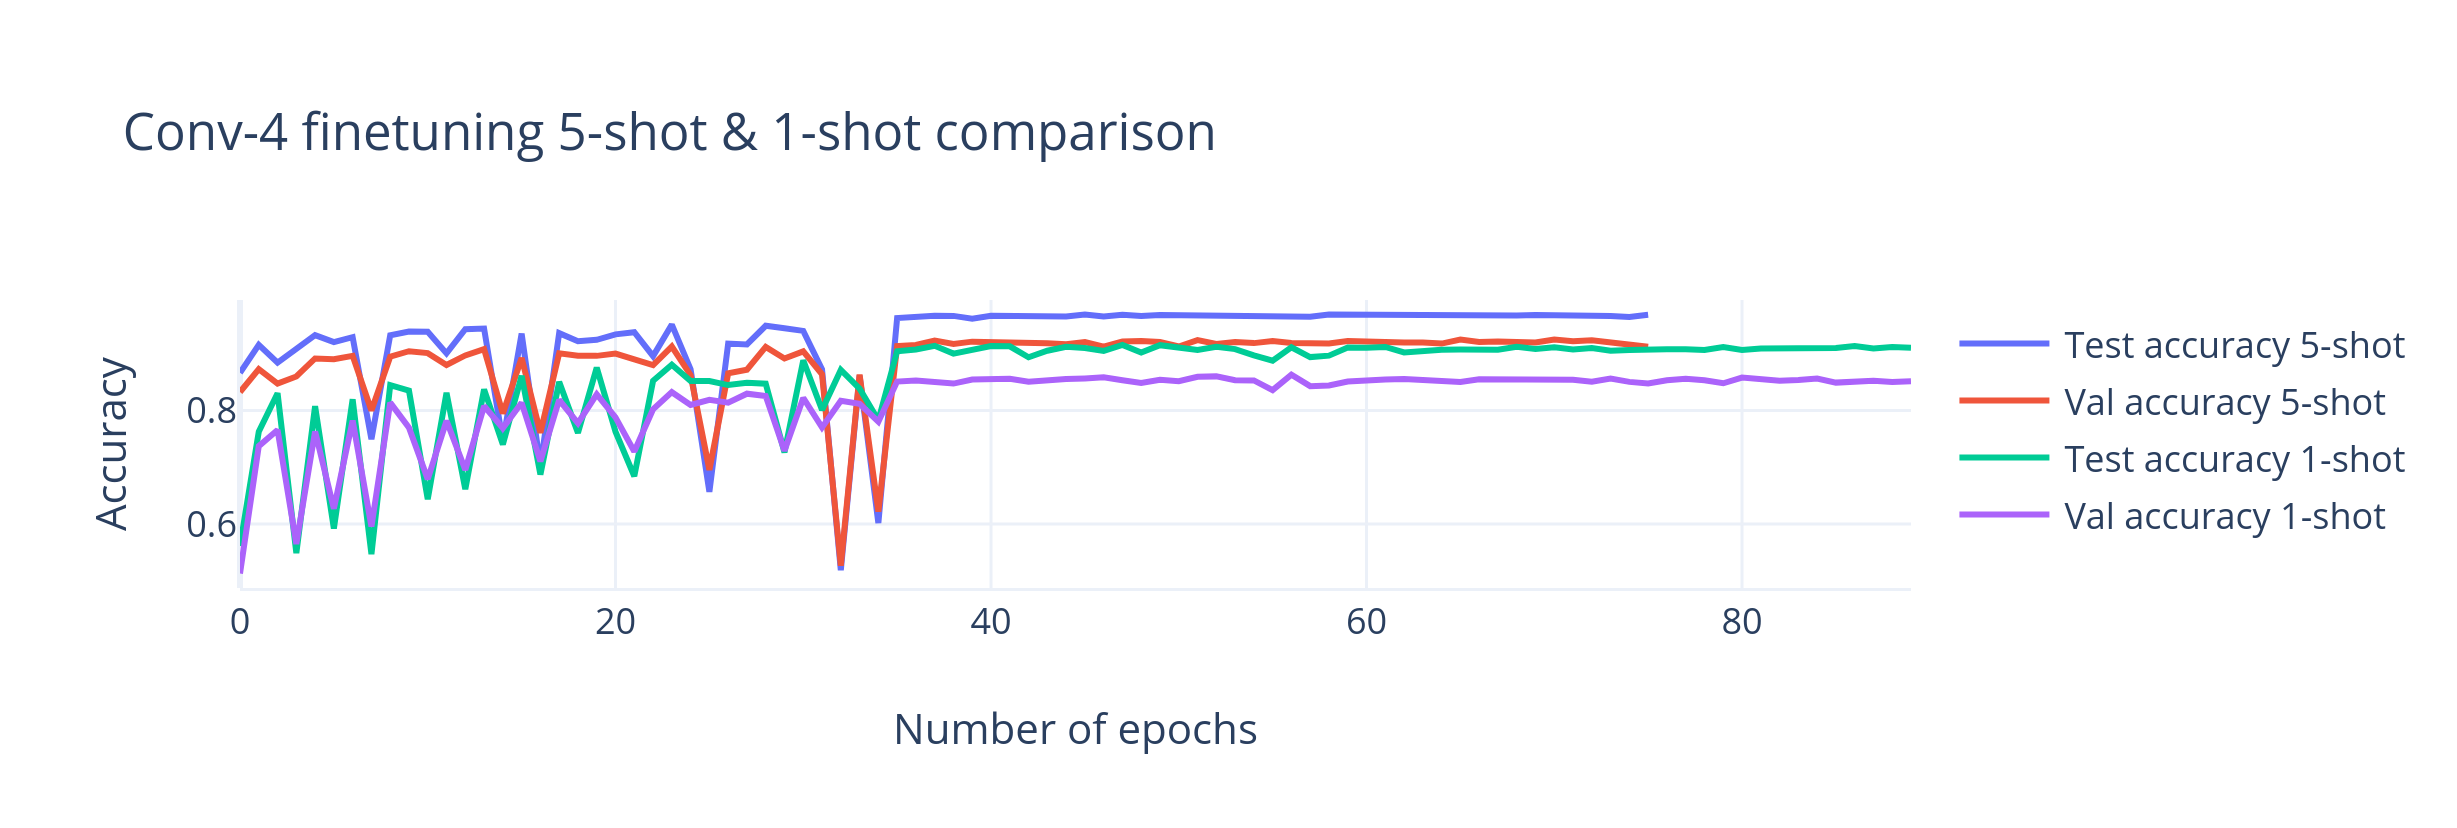 Conv-4 finetuning 5-shot & 1-shot comparison
Accuracy
0.8
0.6
0 20 40 60 80
Number of epochs
Test accuracy 5-shot
Val accuracy 5-shot
Test accuracy 1-shot
Val accuracy 1-shot